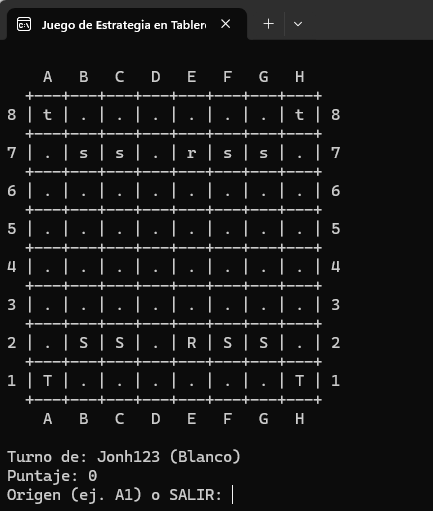 Juego de Estrategia en Tablero
A B C D E F G H
+---+---+---+---+---+---+---+---+
8 | t | . | . | . | . | . | . | t | 8
+---+---+---+---+---+---+---+---+
7 | . | s | s | . | r | s | s | . | 7
+---+---+---+---+---+---+---+---+
6 | . | . | . | . | . | . | . | . | 6
+---+---+---+---+---+---+---+---+
5 | . | . | . | . | . | . | . | . | 5
+---+---+---+---+---+---+---+---+
4 | . | . | . | . | . | . | . | . | 4
+---+---+---+---+---+---+---+---+
3 | . | . | . | . | . | . | . | . | 3
+---+---+---+---+---+---+---+---+
2 | . | S | S | . | R | S | S | . | 2
+---+---+---+---+---+---+---+---+
1 | T | . | . | . | . | . | . | T | 1
+---+---+---+---+---+---+---+---+
A B C D E F G H
Turno de: Jonh123 (Blanco)
Puntaje: 0
Origen (ej. A1) o SALIR: